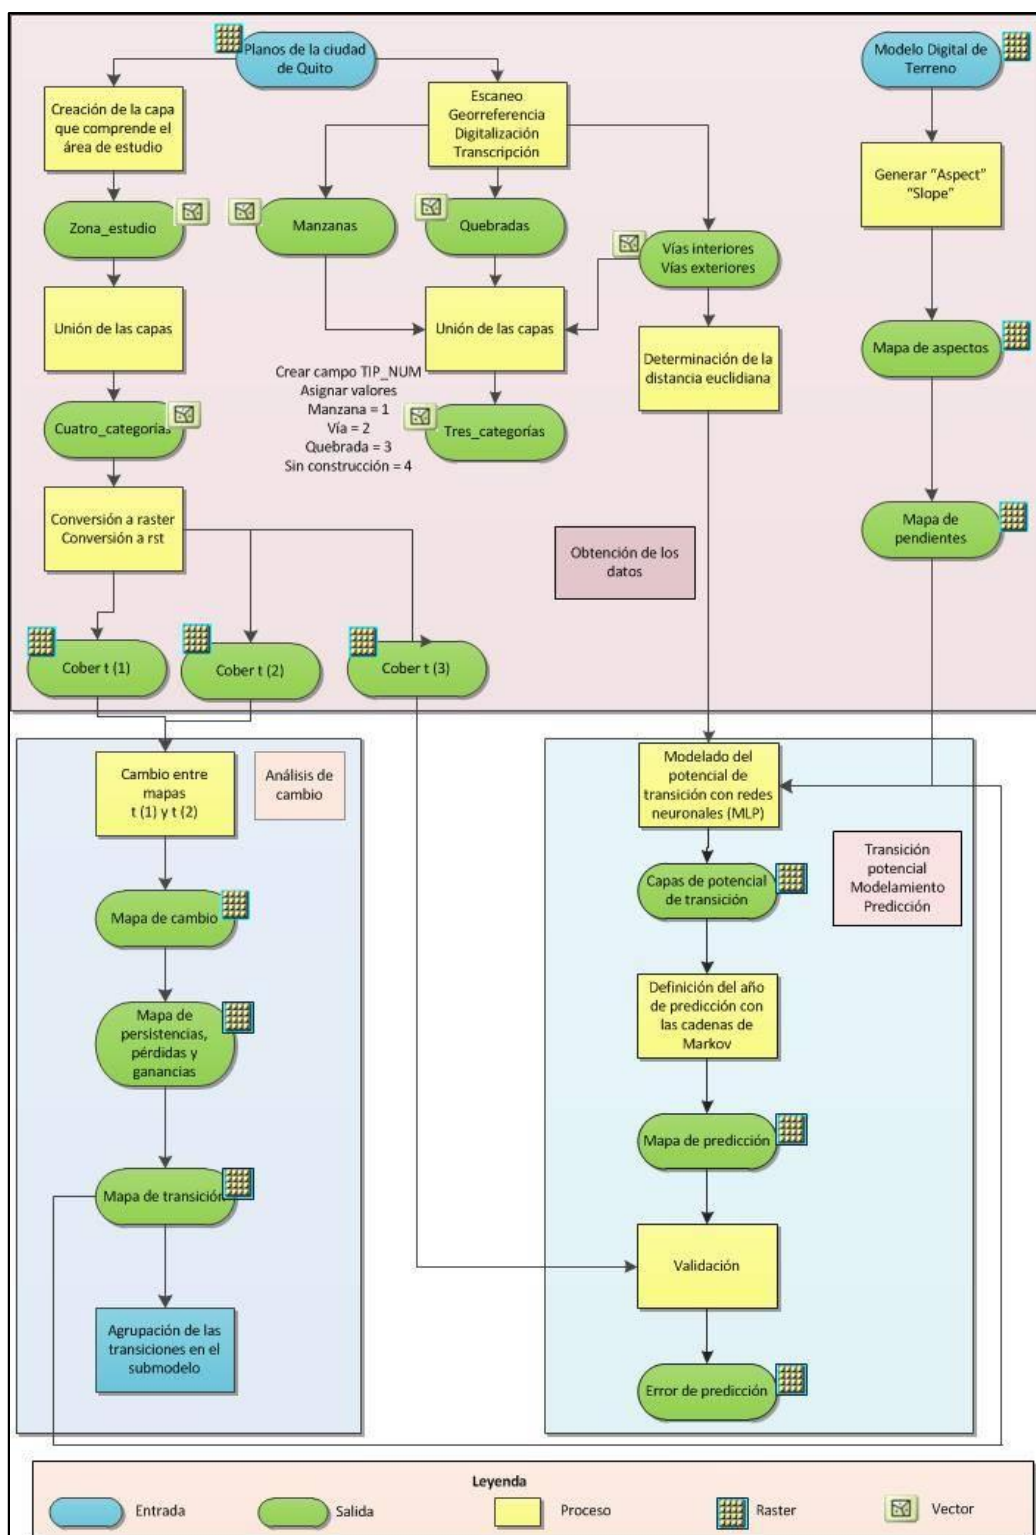 Planos de la ciudad
de Quito
Modelo Digital de
Terreno
Creación de la capa
que comprende el
área de estudio
Escaneo
Georreferencia
Digitalización
Transcripción
Generar “Aspect”
“Slope”
Zona_estudio
Manzanas
Quebradas
Vías interiores
Vías exteriores
Unión de las capas
Unión de las capas
Determinación de la
distancia euclidiana
Mapa de aspectos
Crear campo TIP_NUM
Asignar valores
Manzana = 1
Vía = 2
Quebrada = 3
Sin construcción = 4
Cuatro_categorías
Tres_categorías
Conversión a raster
Conversión a rst
Obtención de los
datos
Mapa de
pendientes
Cober t (1)
Cober t (2)
Cober t (3)
Cambio entre
mapas
t (1) y t (2)
Análisis de
cambio
Modelado del
potencial de
transición con redes
neuronales (MLP)
Transición
potencial
Modelamiento
Predicción
Capas de potencial
de transición
Mapa de cambio
Definición del año
de predicción con
las cadenas de
Markov
Mapa de
persistencias,
pérdidas y
ganancias
Mapa de predicción
Mapa de transición
Validación
Agrupación de las
transiciones en el
submodelo
Error de predicción
Leyenda
Entrada
Salida
Proceso
Raster
Vector